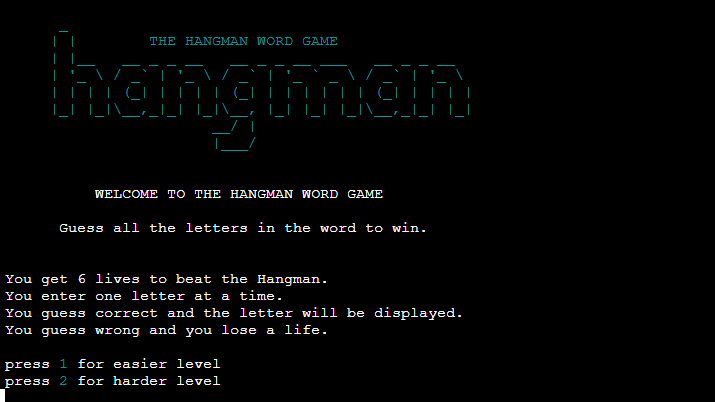 THE HANGMAN WORD GAME
hangman
WELCOME TO THE HANGMAN WORD GAME
Guess all the letters in the word to win.
You get 6 lives to beat the Hangman.
You enter one letter at a time.
You guess correct and the letter will be displayed.
You guess wrong and you lose a life.
press 1 for easier level
press 2 for harder level